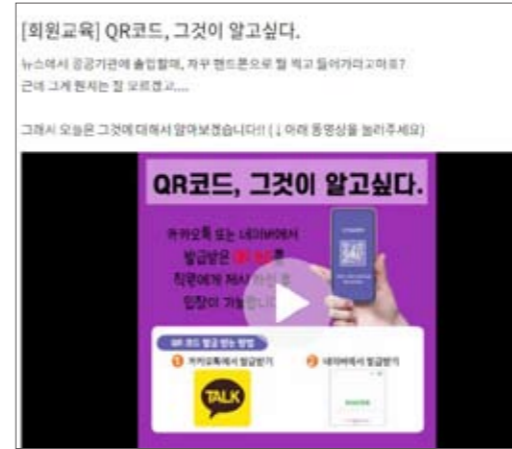 [회원교육] QR코드, 그것이 알고싶다.
뉴스에서 공공기관에 출입할때, 자꾸 핸드폰으로 뭘 찍고 들어가라고하죠?
근데 그게 뭔지는 잘 모르겠고....
그래서 오늘은 그것에 대해서 알아보겠습니다!! (↓아래 동영상을 눌러주세요)
QR코드, 그것이 알고싶다.
카카오톡 또는 네이버에서
발급받은
직원에게 제시
입장이 가능합니다
QR 코드 발급 받는 방법
1 카카오톡에서 발급받기
2 네이버에서 발급받기
TALK